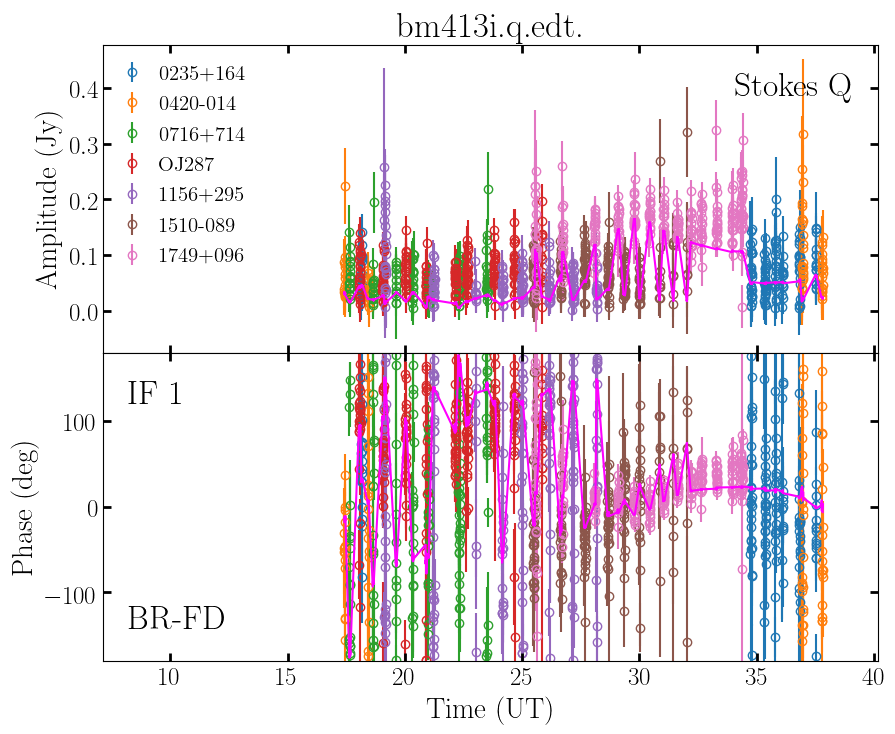 bm413i.q.edt.
Stokes Q
0235+164
0420-014
0716+714
OJ287
1156+295
1510-089
1749+096
Amplitude (Jy)
0.4
0.3
0.2
0.1
0.0
IF 1
BR-FD
Phase (deg)
100
0
−100
10 15 20 25 30 35 40
Time (UT)